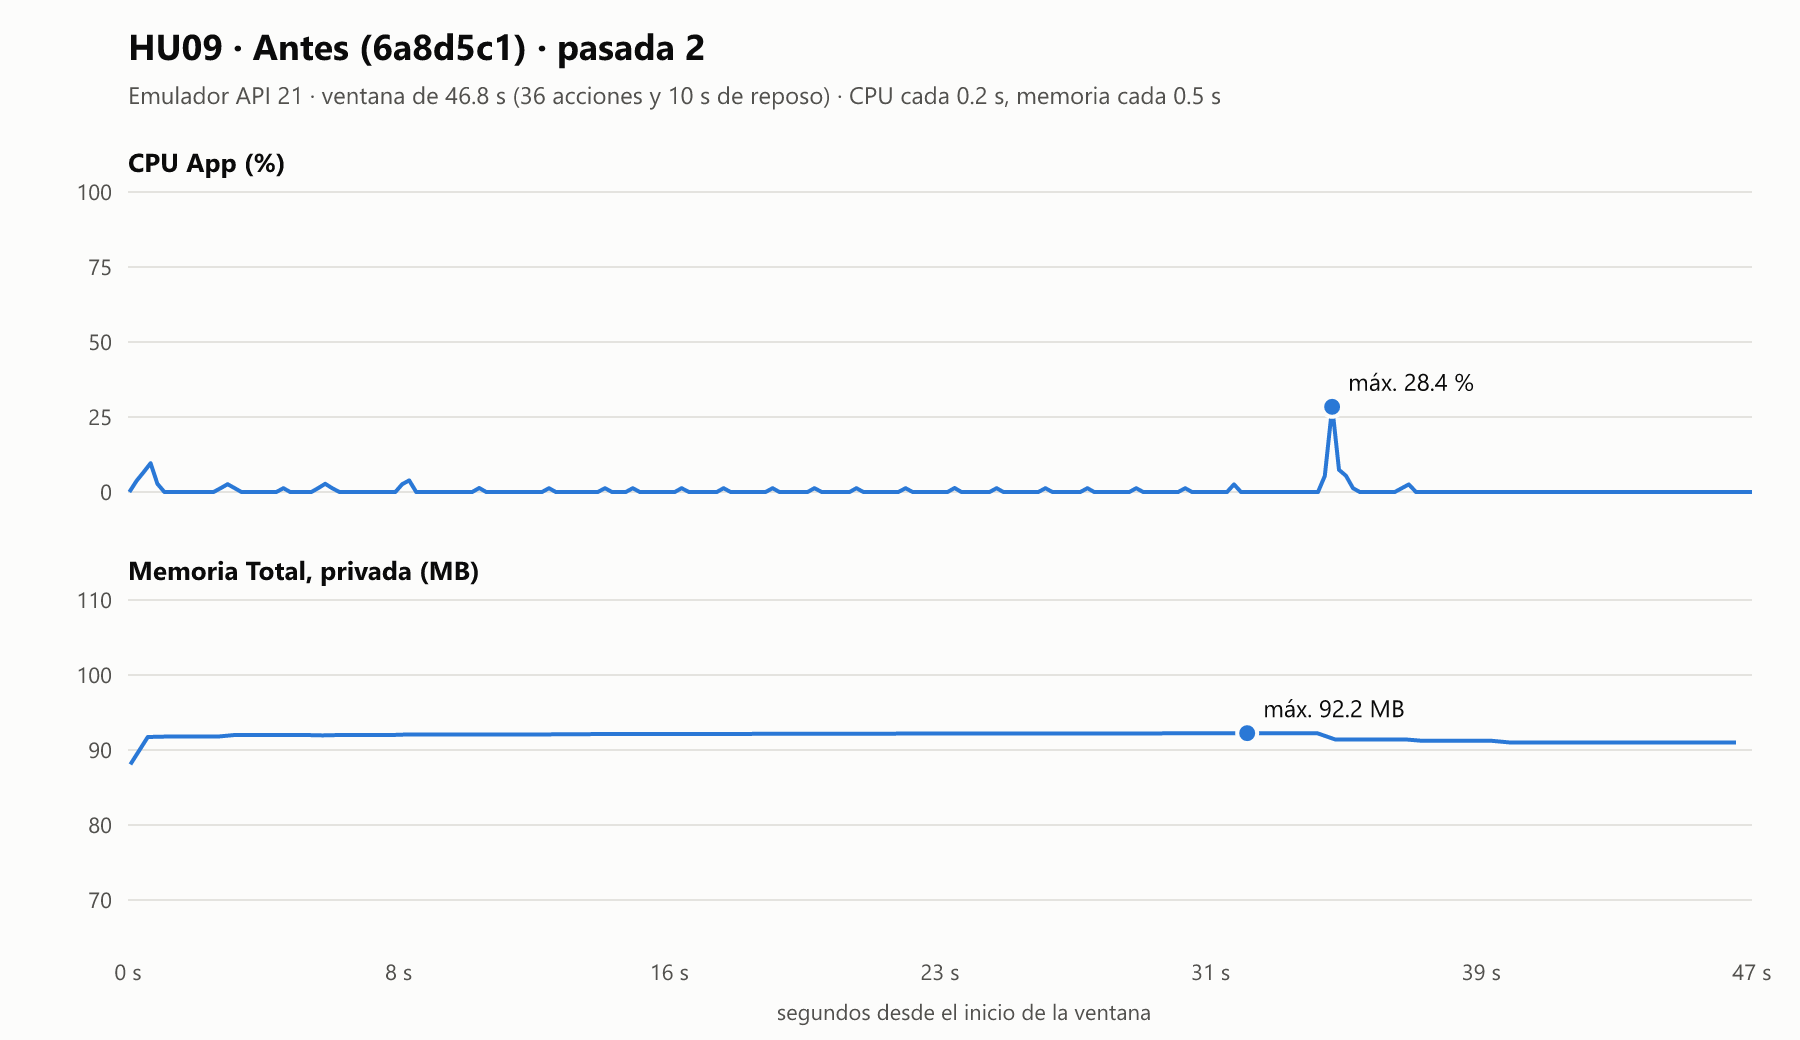 HU09 · Antes (6a8d5c1) · pasada 2
Emulador API 21 · ventana de 46.8 s (36 acciones y 10 s de reposo) · CPU cada 0.2 s, memoria cada 0.5 s
CPU App (%)
100
75
50
máx. 28.4 %
25
0
Memoria Total, privada (MB)
110
100
máx. 92.2 MB
90
80
70
0 s 8 s 16 s 23 s 31 s 39 s 47 s
segundos desde el inicio de la ventana